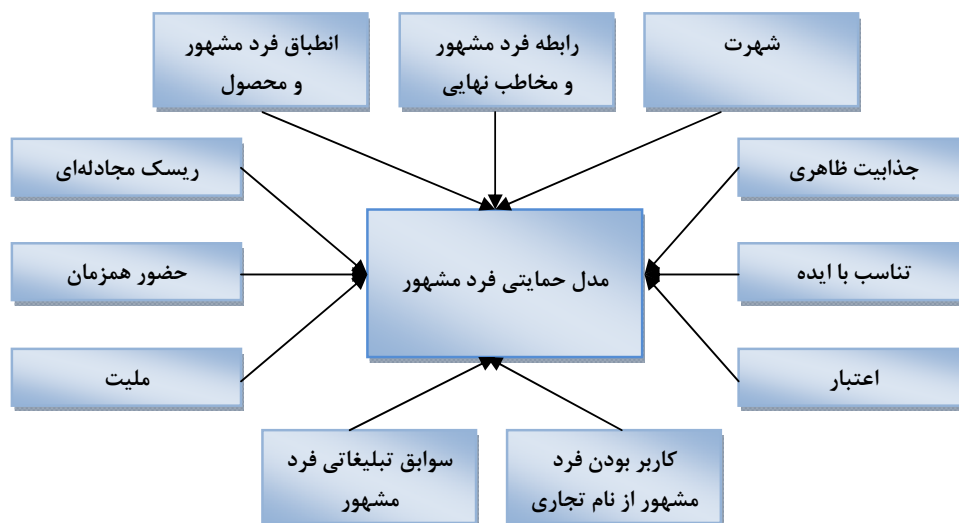 شهرت
رابطه فرد مشهور
و مخاطب نهایی
انطباق فرد مشهور
و محصول
جذابیت ظاهری
ریسک مجادله‌ای
تناسب با ایده
مدل حمایتی فرد مشهور
حضور همزمان
اعتبار
ملیت
کاربر بودن فرد
مشهور از نام تجاری
سوابق تبلیغاتی فرد
مشهور